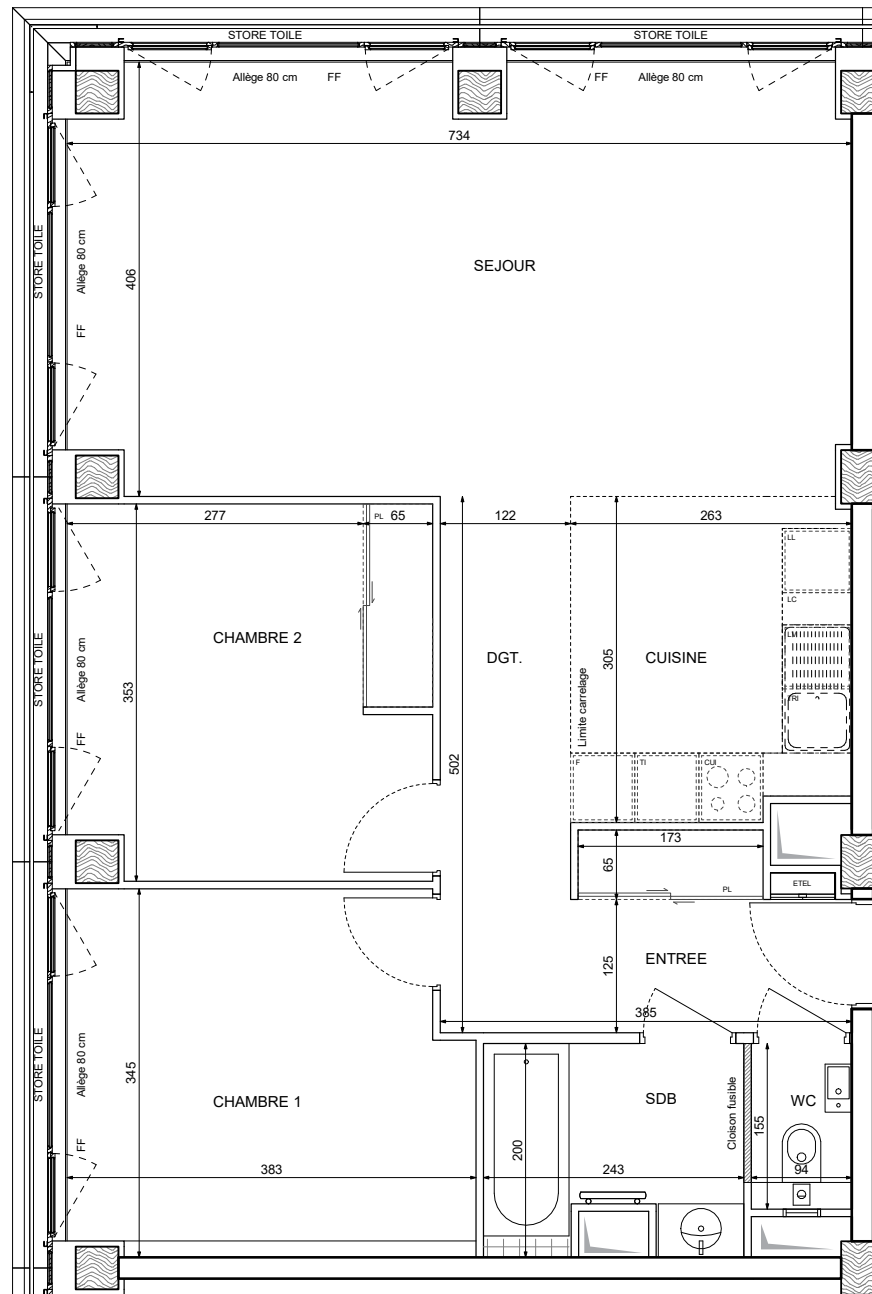 STORE TOILE
STORE TOILE
Allège 80 cm
FF
FF
Allège 80 cm
734
STORE TOILE
Allège 80 cm
FF
406
SEJOUR
277
PL
65
122
263
LL
LC
LV
TRI
STORE TOILE
Allège 80 cm
FF
353
CHAMBRE 2
DGT.
305
CUISINE
Limite carrelage
502
F
TI
CUI
173
65
PL
ETEL
125
ENTREE
385
STORE TOILE
Allège 80 cm
FF
345
CHAMBRE 1
383
200
SDB
243
Cloison fusible
WC
155
94